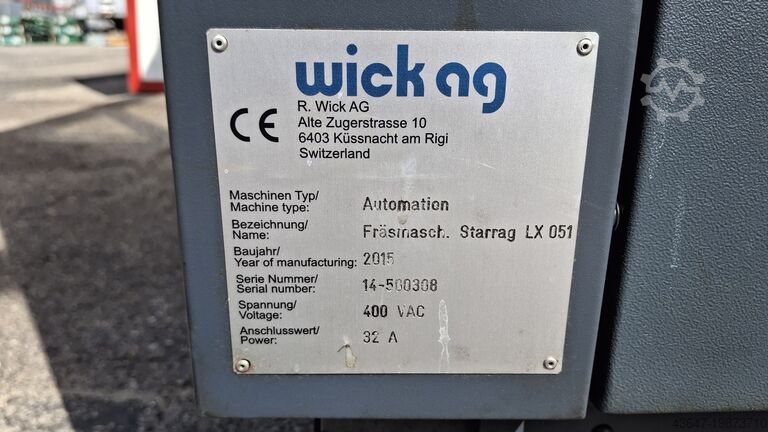 wick ag
R. Wick AG
Alte Zugerstrasse 10
6403 Küssnacht am Rigi
Switzerland
CE
Maschinen Typ/
Machine type: Automation
Bezeichnung/
Name: Fräsmasch. Starrag LX 051
Baujahr/
Year of manufacturing: 2015
Serie Nummer/
Serial number: 14-500308
Spannung/
Voltage: 400 VAC
Anschlusswert/
Power: 32 A